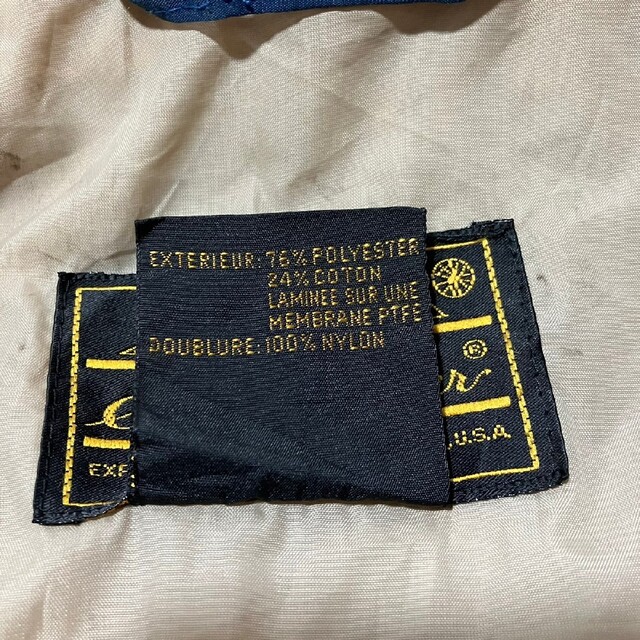 EXTERIEUR: 76% POLYESTER
24% COTON
LAMINEE SUR UNE
MEMBRANE PTFE
DOUBLURE: 100% NYLON
®
U.S.A.